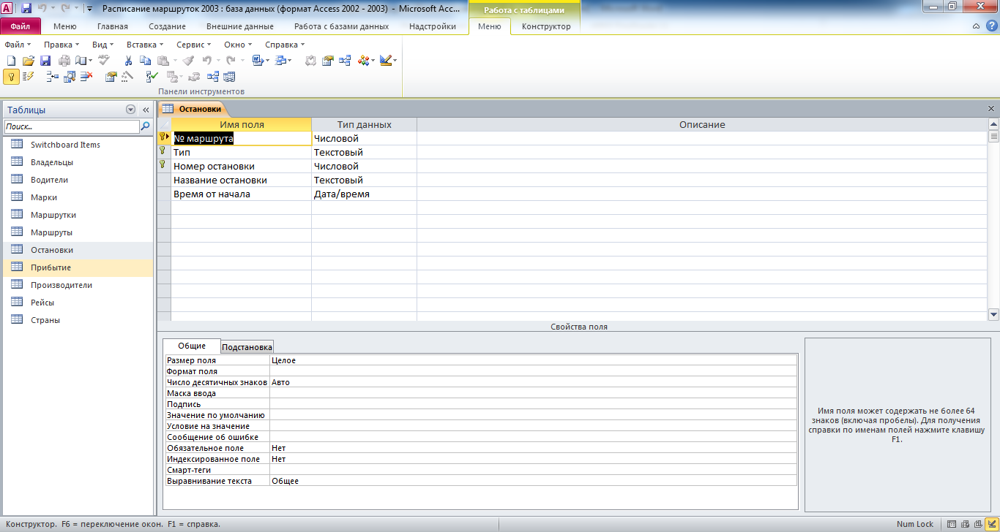 Расписание маршруток 2003 : база данных (формат Access 2002 - 2003) - Microsoft Acc...
Работа с таблицами
Файл Меню Главная Создание Внешние данные Работа с базами данных Надстройки Меню Конструктор
Файл Правка Вид Вставка Сервис Окно Справка
Панели инструментов
Таблицы
Поиск...
Switchboard Items
Владельцы
Водители
Марки
Маршрутки
Маршруты
Остановки
Прибытие
Производители
Рейсы
Страны
Остановки
Имя поля Тип данных Описание
№ маршрута Числовой
Тип Текстовый
Номер остановки Числовой
Название остановки Текстовый
Время от начала Дата/время
Свойства поля
Общие Подстановка
Размер поля Целое
Формат поля
Число десятичных знаков Авто
Маска ввода
Подпись
Значение по умолчанию
Условие на значение
Сообщение об ошибке
Обязательное поле Нет
Индексированное поле Нет
Смарт-теги
Выравнивание текста Общее
Имя поля может содержать не более 64
знаков (включая пробелы). Для получения
справки по именам полей нажмите клавишу
F1.
Конструктор. F6 = переключение окон. F1 = справка. Num Lock